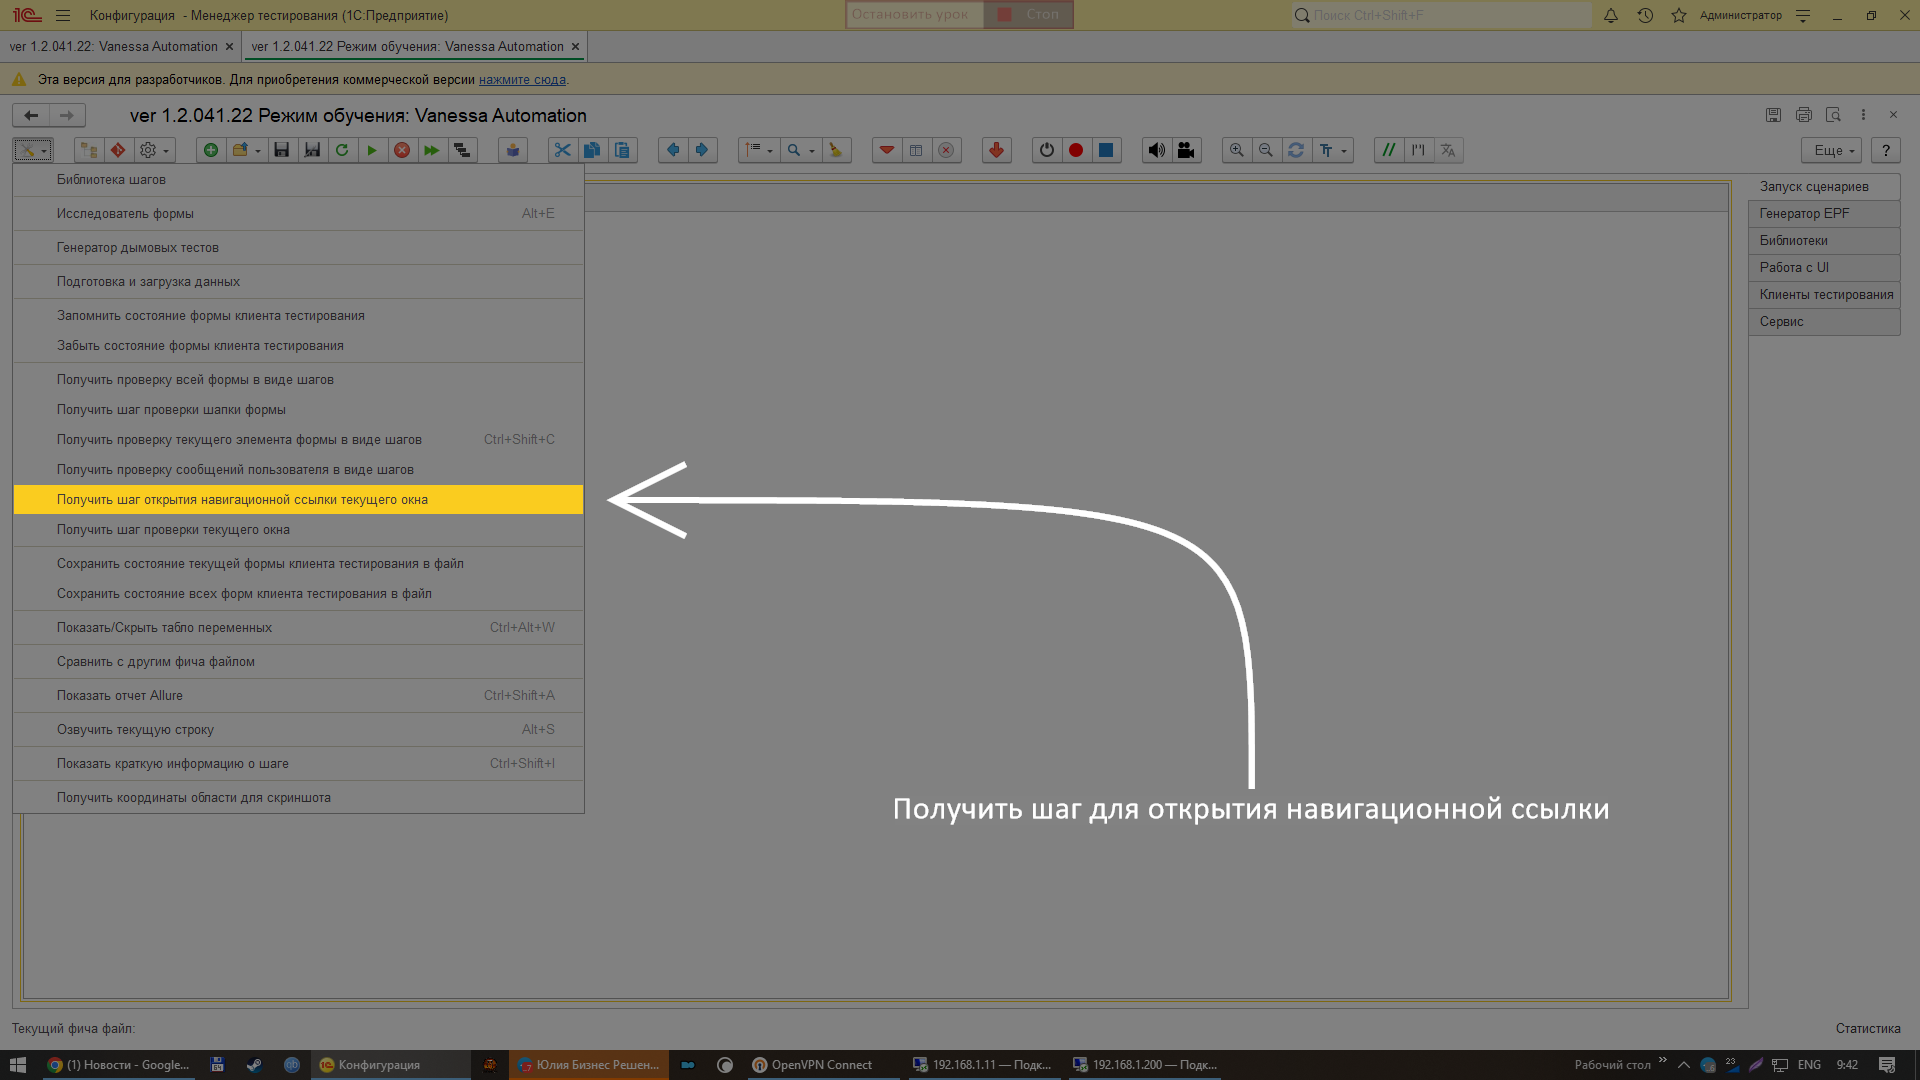 Конфигурация - Менеджер тестирования (1С:Предприятие)
Остановить урок
Стоп
Поиск Ctrl+Shift+F
Администратор
ver 1.2.041.22: Vanessa Automation
ver 1.2.041.22 Режим обучения: Vanessa Automation
Эта версия для разработчиков. Для приобретения коммерческой версии нажмите сюда.
ver 1.2.041.22 Режим обучения: Vanessa Automation
Еще
?
Библиотека шагов
Исследователь формы Alt+E
Генератор дымовых тестов
Подготовка и загрузка данных
Запомнить состояние формы клиента тестирования
Забыть состояние формы клиента тестирования
Получить проверку всей формы в виде шагов
Получить шаг проверки шапки формы
Получить проверку текущего элемента формы в виде шагов Ctrl+Shift+C
Получить проверку сообщений пользователя в виде шагов
Получить шаг открытия навигационной ссылки текущего окна
Получить шаг проверки текущего окна
Сохранить состояние текущей формы клиента тестирования в файл
Сохранить состояние всех форм клиента тестирования в файл
Показать/Скрыть табло переменных Ctrl+Alt+W
Сравнить с другим фича файлом
Показать отчет Allure Ctrl+Shift+A
Озвучить текущую строку Alt+S
Показать краткую информацию о шаге Ctrl+Shift+I
Получить координаты области для скриншота
Запуск сценариев
Генератор EPF
Библиотеки
Работа с UI
Клиенты тестирования
Сервис
Получить шаг для открытия навигационной ссылки
Текущий фича файл:
Статистика
(1) Новости - Google...
Конфигурация
Юлия Бизнес Решен...
OpenVPN Connect
192.168.1.11 — Подк...
192.168.1.200 — Подк...
Рабочий стол
23
ENG
9:42